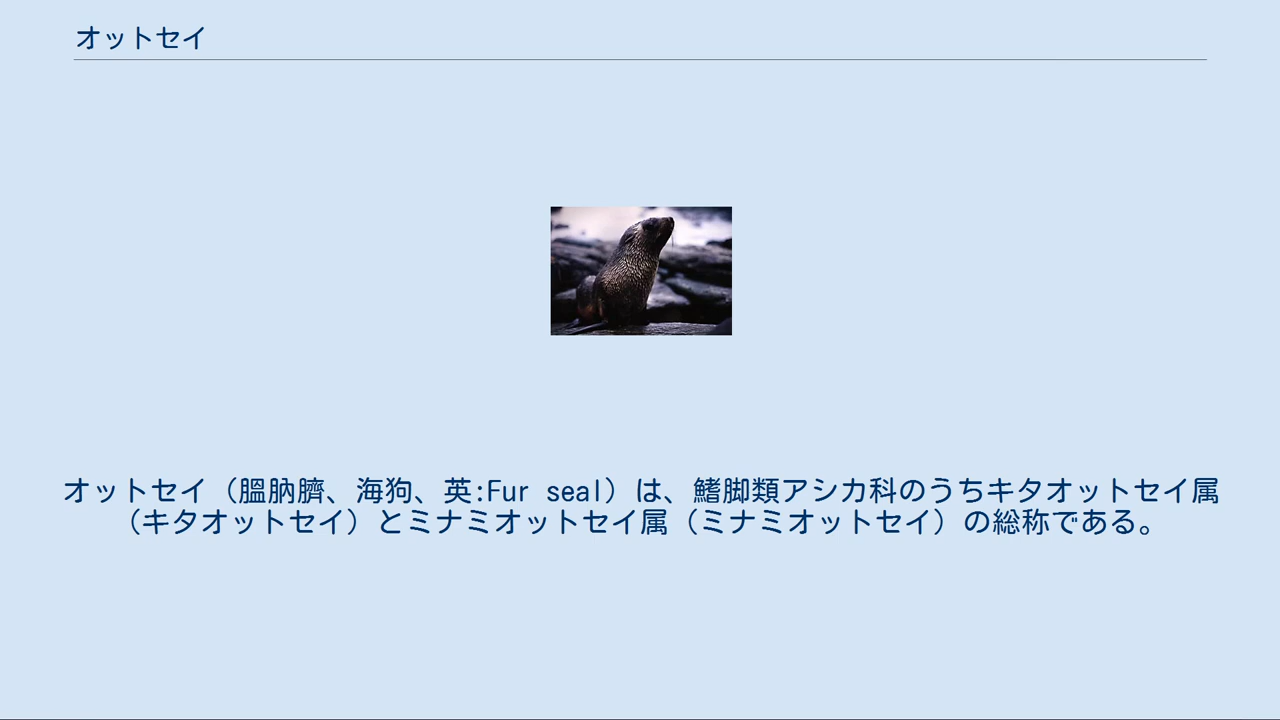 オットセイ
オットセイ（膃肭臍、海狗、英:Fur seal）は、鰭脚類アシカ科のうちキタオットセイ属
（キタオットセイ）とミナミオットセイ属（ミナミオットセイ）の総称である。